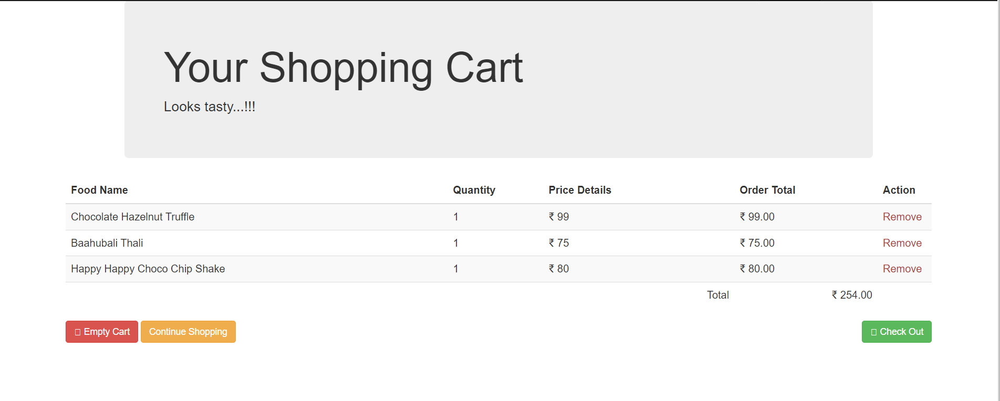 Your Shopping Cart
Looks tasty...!!!
Food Name Quantity Price Details Order Total Action
Chocolate Hazelnut Truffle 1 ₹ 99 ₹ 99.00 Remove
Baahubali Thali 1 ₹ 75 ₹ 75.00 Remove
Happy Happy Choco Chip Shake 1 ₹ 80 ₹ 80.00 Remove
Total ₹ 254.00
Empty Cart Continue Shopping Check Out